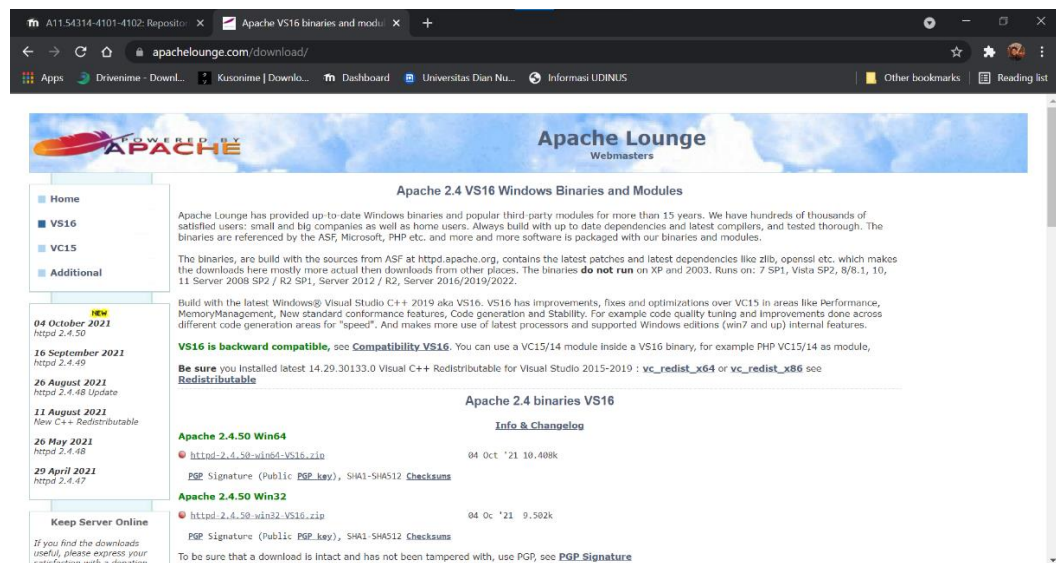 A11.54314-4101-4102: Reposito
Apache VS16 binaries and modul
apachelounge.com/download/
Apps
Drivenime - Downl...
Kusonime | Downlo...
Dashboard
Universitas Dian Nu...
Informasi UDINUS
Other bookmarks
Reading list
POWERED BY
APACHE
Apache Lounge
Webmasters
Home
VS16
VC15
Additional
NEW
04 October 2021
httpd 2.4.50
16 September 2021
httpd 2.4.49
26 August 2021
httpd 2.4.48 Update
11 August 2021
New C++ Redistributable
26 May 2021
httpd 2.4.48
29 April 2021
httpd 2.4.47
Keep Server Online
If you find the downloads
useful, please express your
satisfaction with a donation
Apache 2.4 VS16 Windows Binaries and Modules
Apache Lounge has provided up-to-date Windows binaries and popular third-party modules for more than 15 years. We have hundreds of thousands of
satisfied users: small and big companies as well as home users. Always build with up to date dependencies and latest compilers, and tested thorough. The
binaries are referenced by the ASF, Microsoft, PHP etc. and more and more software is packaged with our binaries and modules.
The binaries, are build with the sources from ASF at httpd.apache.org, contains the latest patches and latest dependencies like zlib, openssl etc. which makes
the downloads here mostly more actual then downloads from other places. The binaries do not run on XP and 2003. Runs on: 7 SP1, Vista SP2, 8/8.1, 10,
11 Server 2008 SP2 / R2 SP1, Server 2012 / R2, Server 2016/2019/2022.
Build with the latest Windows® Visual Studio C++ 2019 aka VS16. VS16 has improvements, fixes and optimizations over VC15 in areas like Performance,
MemoryManagement, New standard conformance features, Code generation and Stability. For example code quality tuning and improvements done across
different code generation areas for "speed". And makes more use of latest processors and supported Windows editions (win7 and up) internal features.
VS16 is backward compatible, see Compatibility VS16. You can use a VC15/14 module inside a VS16 binary, for example PHP VC15/14 as module,
Be sure you installed latest 14.29.30133.0 Visual C++ Redistributable for Visual Studio 2015-2019 : vc_redist_x64 or vc_redist_x86 see
Redistributable
Apache 2.4 binaries VS16
Info & Changelog
Apache 2.4.50 Win64
httpd-2.4.50-win64-VS16.zip 04 Oct '21 10.408k
PGP Signature (Public PGP key), SHA1-SHA512 Checksums
Apache 2.4.50 Win32
httpd-2.4.50-win32-VS16.zip 04 Oc '21 9.502k
PGP Signature (Public PGP key), SHA1-SHA512 Checksums
To be sure that a download is intact and has not been tampered with, use PGP, see PGP Signature